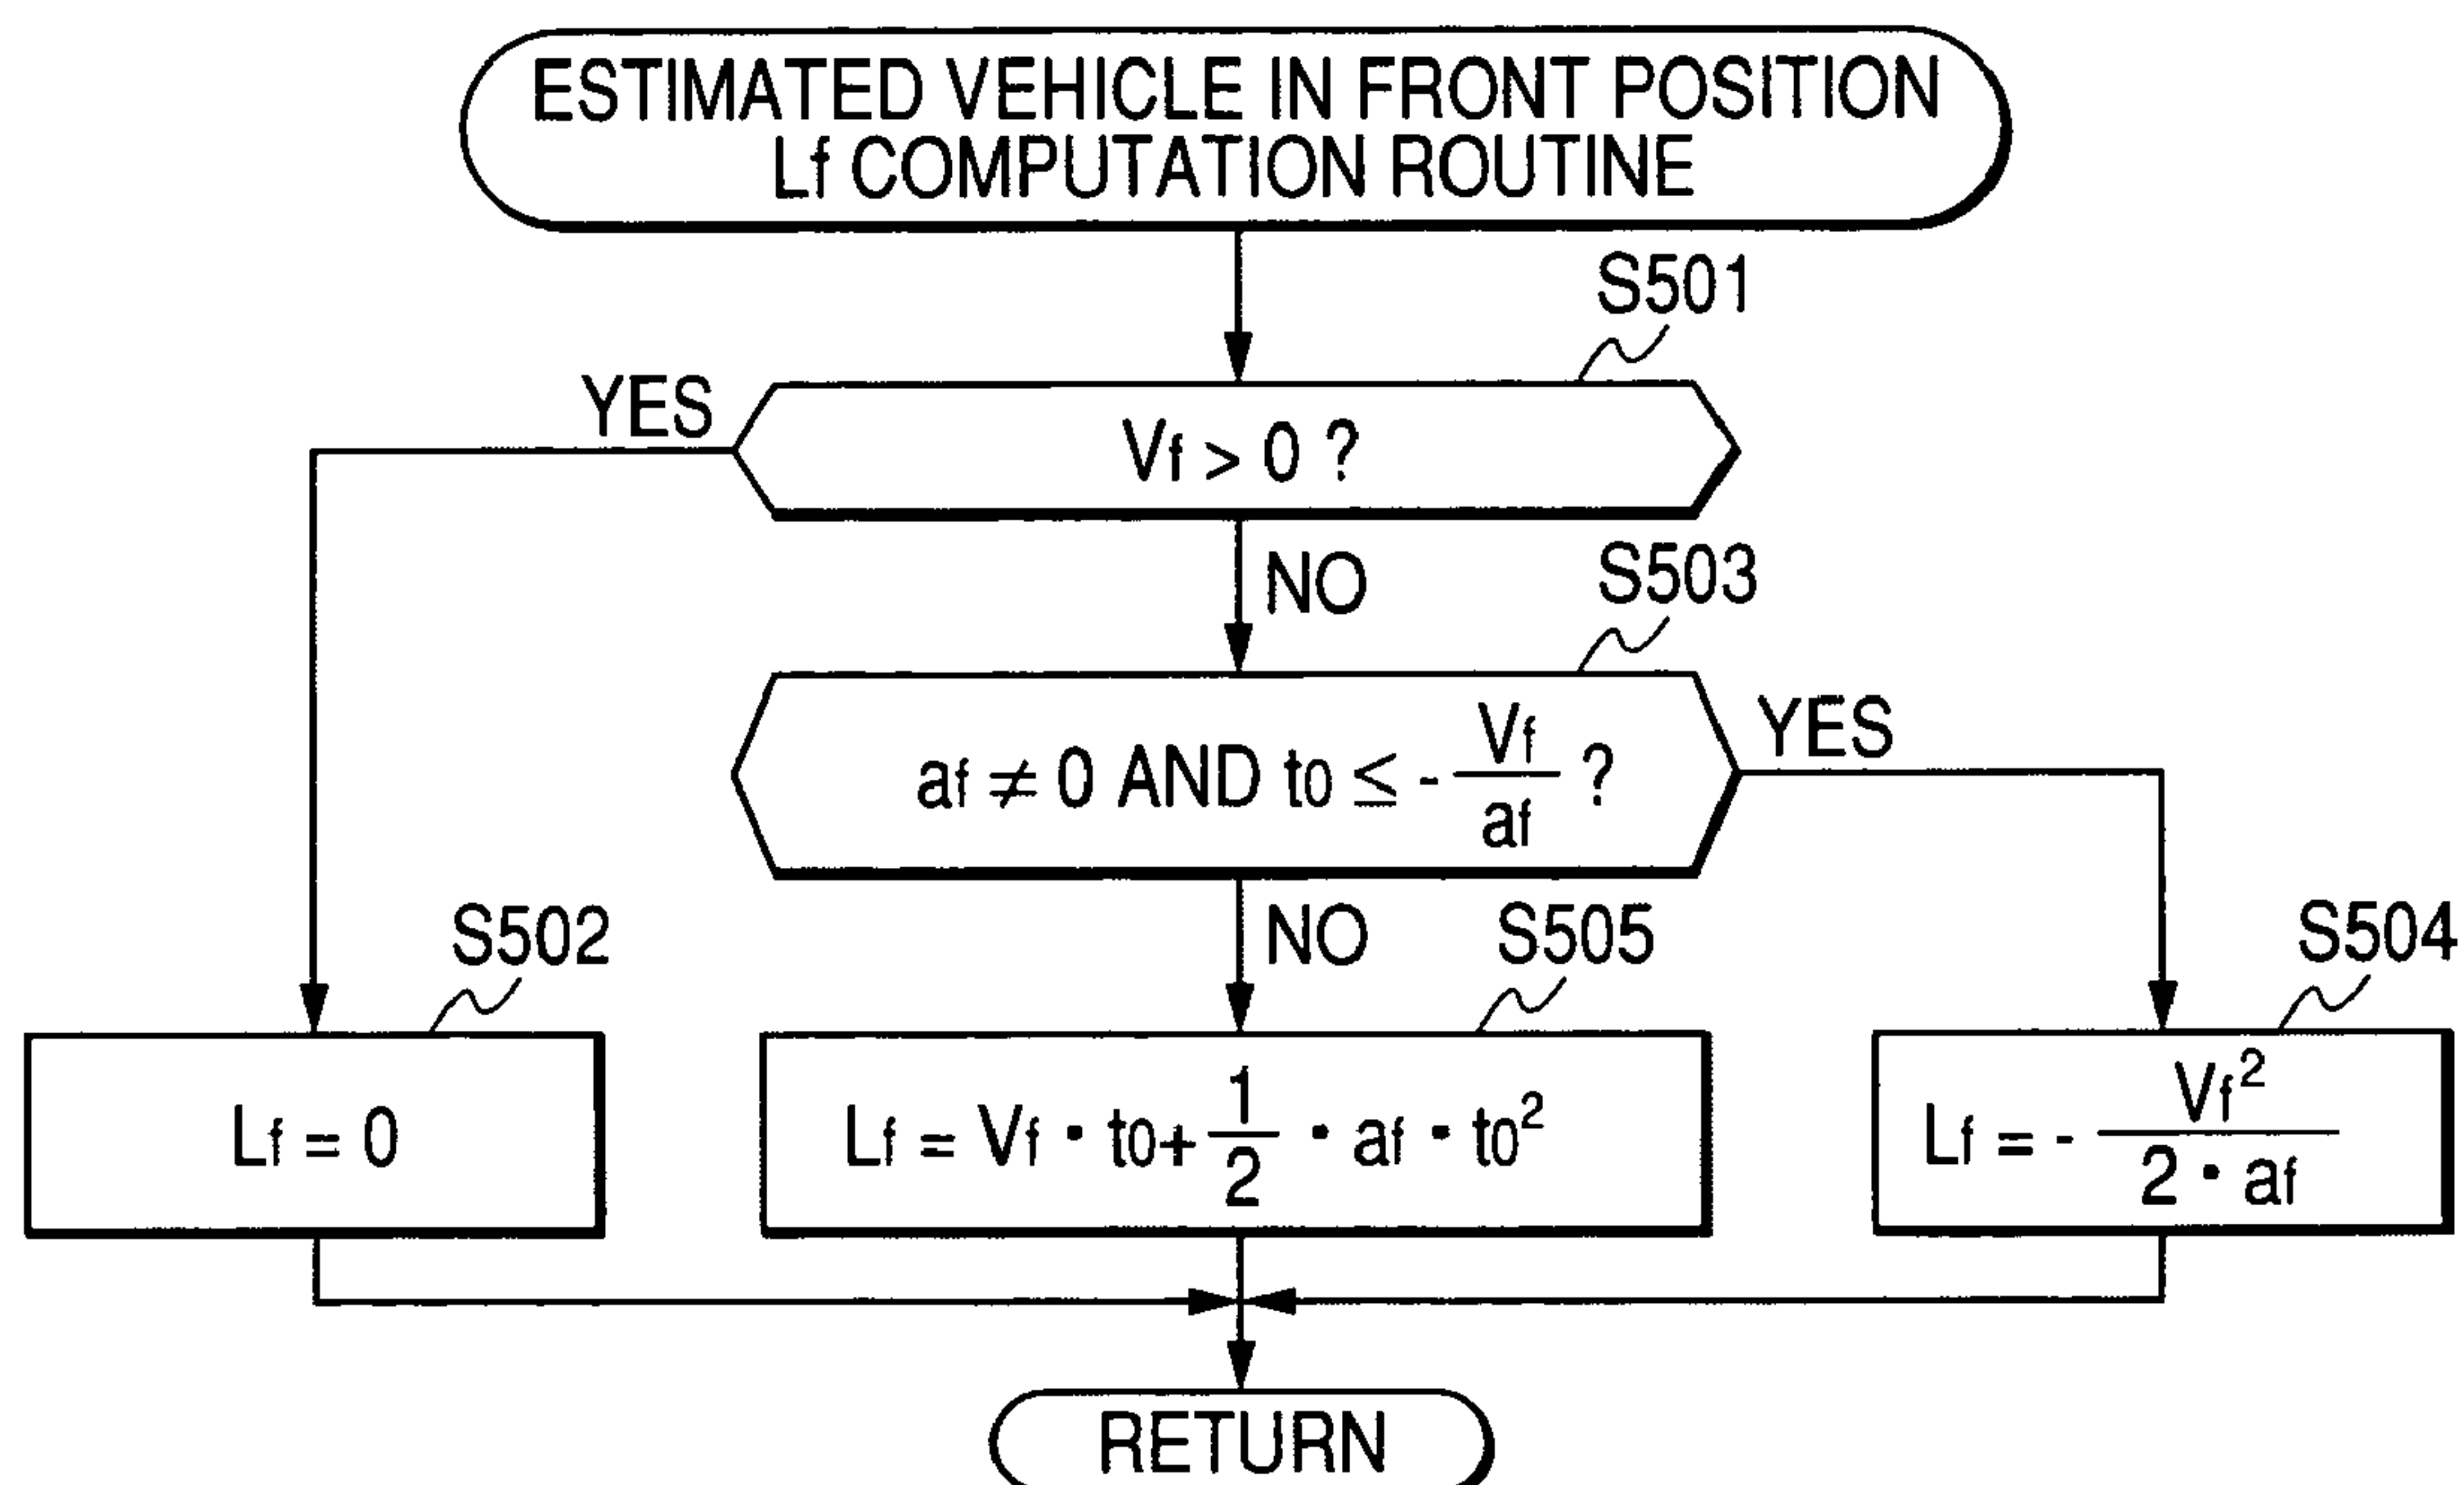 ESTIMATED VEHICLE IN FRONT POSITION
Lf COMPUTATION ROUTINE
S501
YES
Vf > 0 ?
NO
S503
af ≠ 0 AND t0 ≤ - Vf/af ?
YES
NO
S502
S505
S504
Lf = 0
Lf = Vf · t0 + 1/2 · af · t0²
Lf = - Vf²/2 · af
RETURN